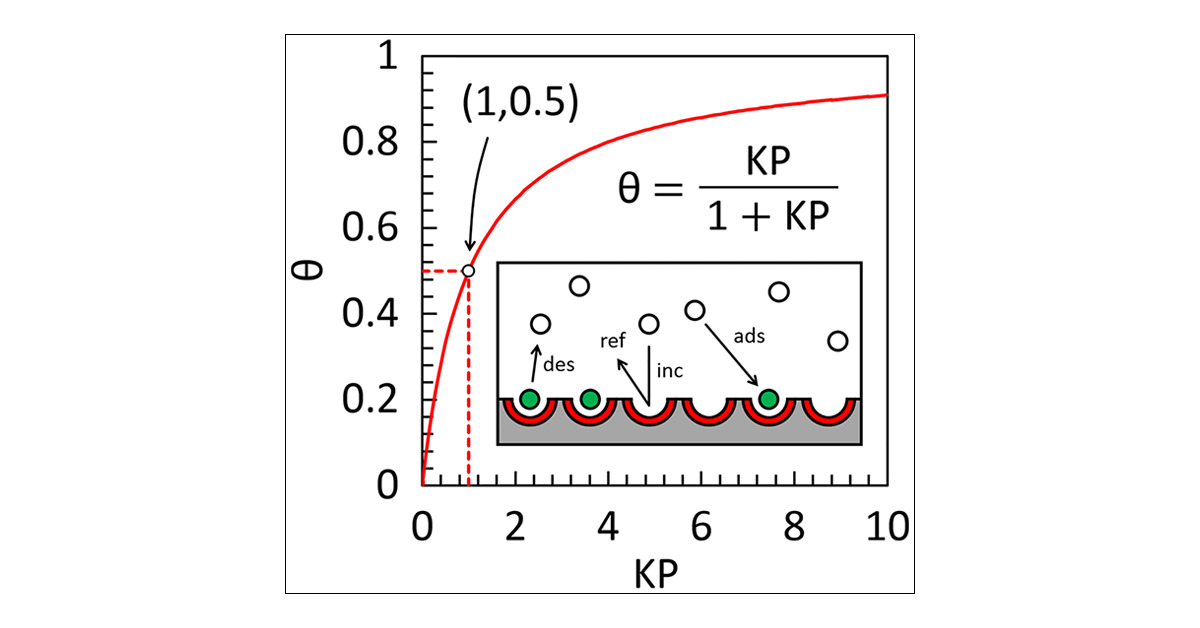 1
0.8
0.6
0.4
0.2
0
θ
(1,0.5)
θ = KP / 1 + KP
ref
inc
des
ads
0 2 4 6 8 10
KP